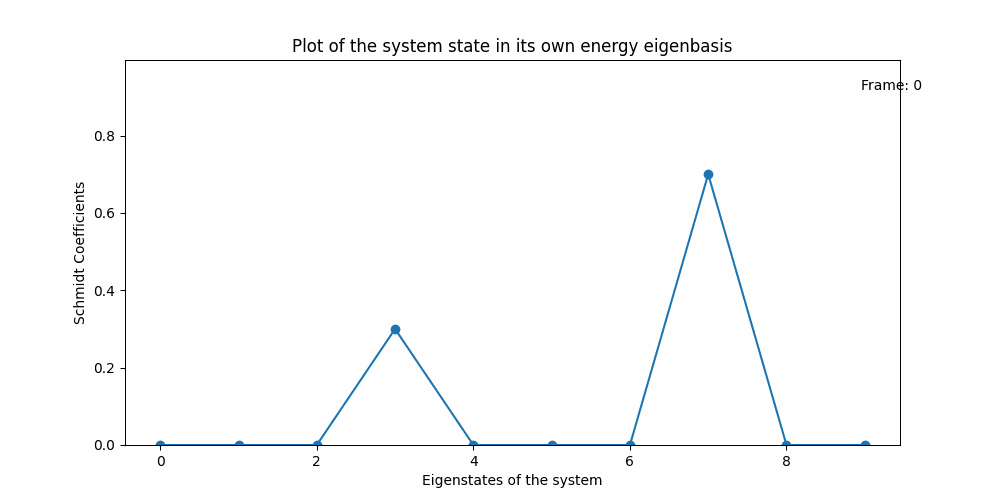 Plot of the system state in its own energy eigenbasis
Frame: 0
Schmidt Coefficients
0.8
0.6
0.4
0.2
0.0
0 2 4 6 8
Eigenstates of the system